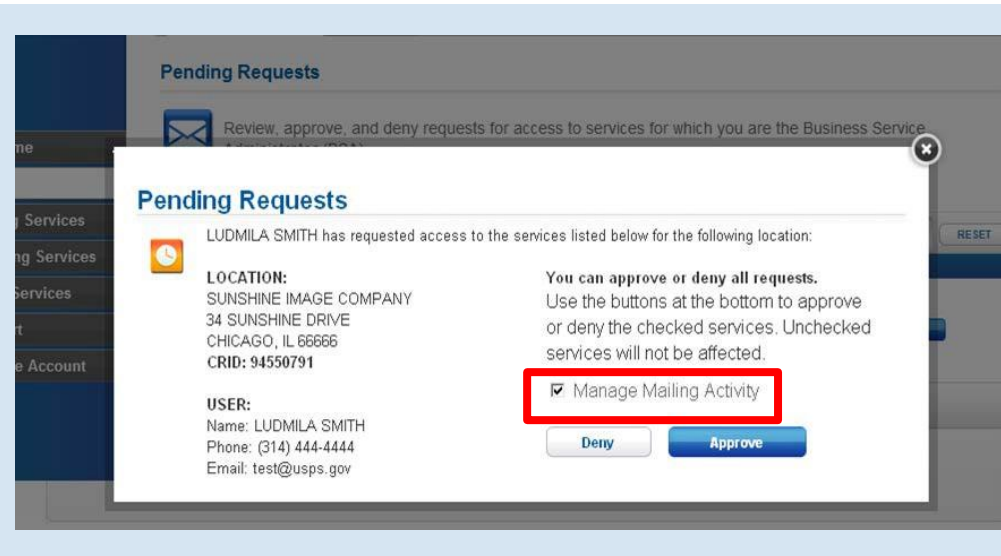 Pending Requests
Review, approve, and deny requests for access to services for which you are the Business Service
me
Pending Requests
Services
LUDMILA SMITH has requested access to the services listed below for the following location:
RESET
ng Services
LOCATION:
You can approve or deny all requests.
Services
SUNSHINE IMAGE COMPANY
Use the buttons at the bottom to approve
34 SUNSHINE DRIVE
or deny the checked services. Unchecked
rt
CHICAGO, IL 66666
services will not be affected.
e Account
CRID: 94550791
Manage Mailing Activity
USER:
Name: LUDMILA SMITH
Deny
Approve
Phone: (314) 444-4444
Email: test@usps.gov